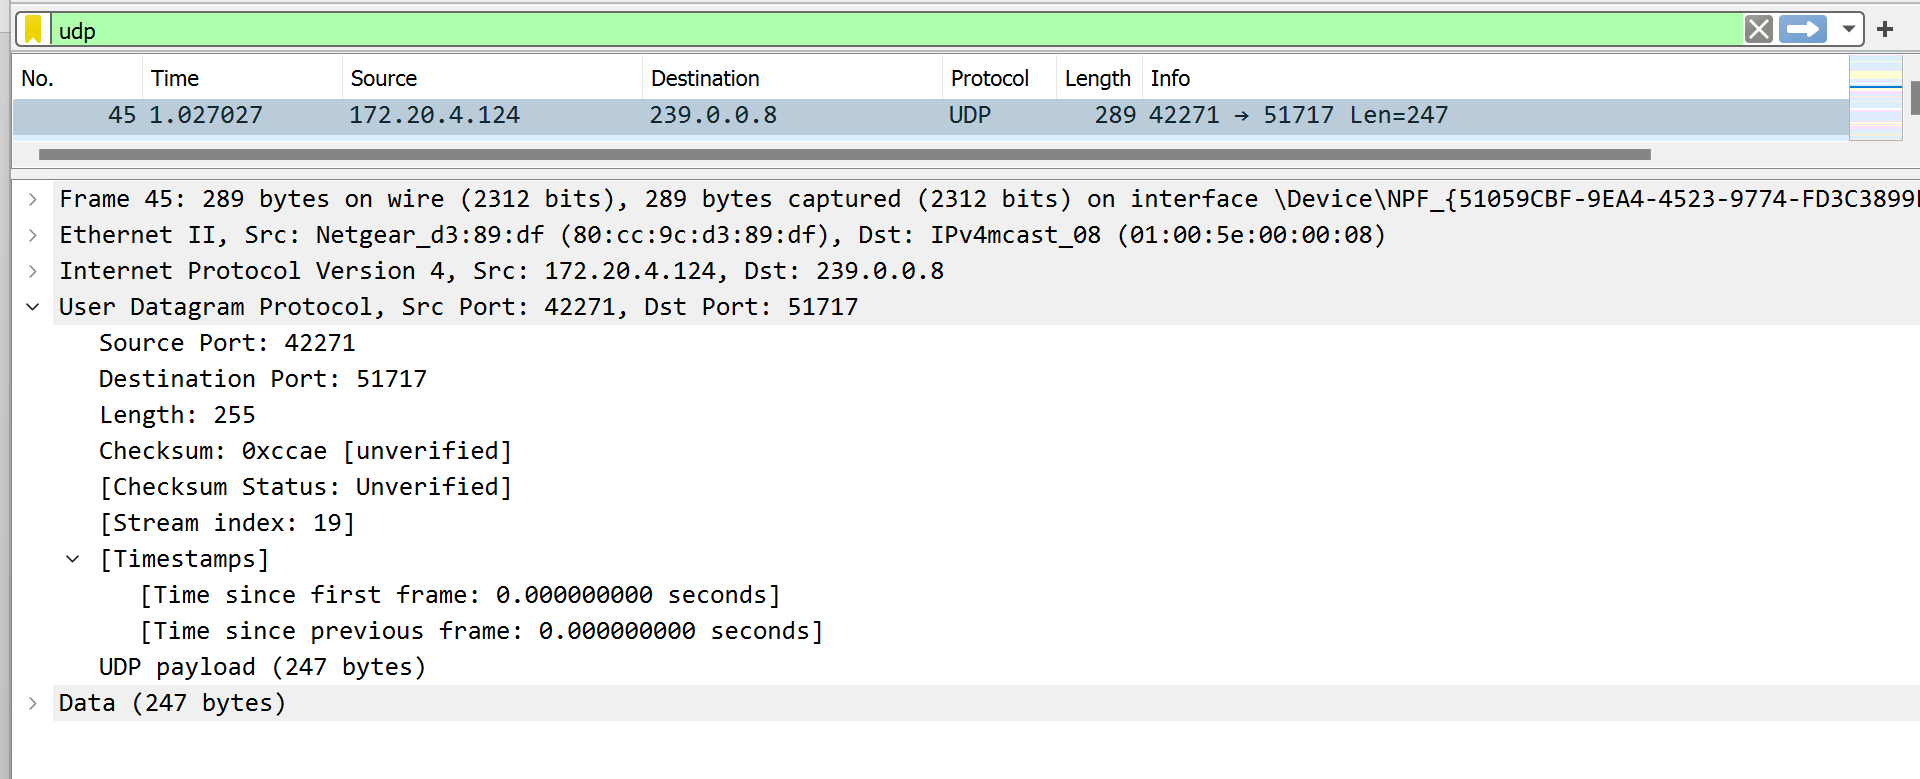 udp
No. Time Source Destination Protocol Length Info
45 1.027027 172.20.4.124 239.0.0.8 UDP 289 42271 → 51717 Len=247
Frame 45: 289 bytes on wire (2312 bits), 289 bytes captured (2312 bits) on interface \Device\NPF_{51059CBF-9EA4-4523-9774-FD3C3899
Ethernet II, Src: Netgear_d3:89:df (80:cc:9c:d3:89:df), Dst: IPv4mcast_08 (01:00:5e:00:00:08)
Internet Protocol Version 4, Src: 172.20.4.124, Dst: 239.0.0.8
User Datagram Protocol, Src Port: 42271, Dst Port: 51717
Source Port: 42271
Destination Port: 51717
Length: 255
Checksum: 0xccae [unverified]
[Checksum Status: Unverified]
[Stream index: 19]
[Timestamps]
[Time since first frame: 0.000000000 seconds]
[Time since previous frame: 0.000000000 seconds]
UDP payload (247 bytes)
Data (247 bytes)